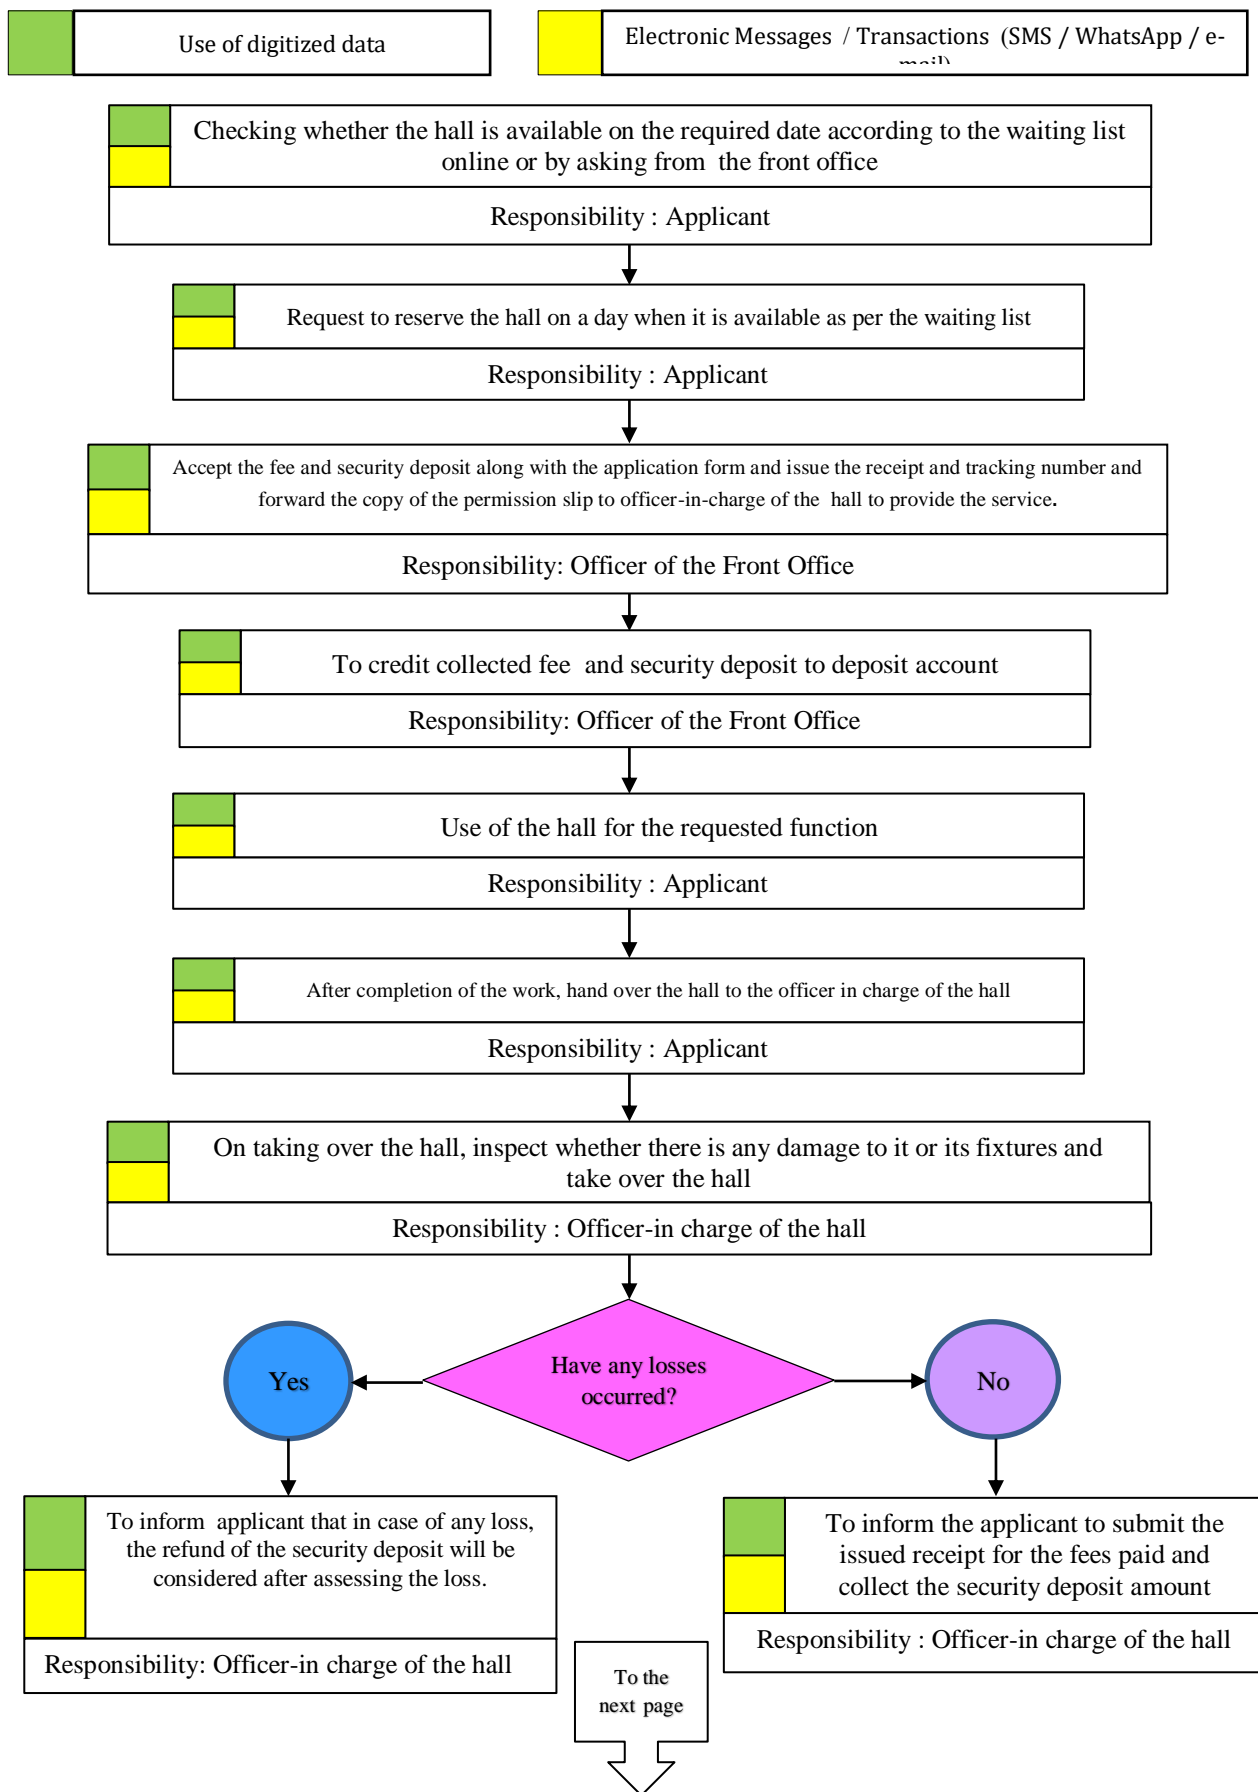 Use of digitized data
Electronic Messages / Transactions (SMS / WhatsApp / e-
mail)
Checking whether the hall is available on the required date according to the waiting list
online or by asking from the front office
Responsibility : Applicant
Request to reserve the hall on a day when it is available as per the waiting list
Responsibility : Applicant
Accept the fee and security deposit along with the application form and issue the receipt and tracking number and
forward the copy of the permission slip to officer-in-charge of the hall to provide the service.
Responsibility: Officer of the Front Office
To credit collected fee and security deposit to deposit account
Responsibility: Officer of the Front Office
Use of the hall for the requested function
Responsibility : Applicant
After completion of the work, hand over the hall to the officer in charge of the hall
Responsibility : Applicant
On taking over the hall, inspect whether there is any damage to it or its fixtures and
take over the hall
Responsibility : Officer-in charge of the hall
Have any losses
occurred?
Yes
No
To inform applicant that in case of any loss,
the refund of the security deposit will be
considered after assessing the loss.
Responsibility: Officer-in charge of the hall
To inform the applicant to submit the
issued receipt for the fees paid and
collect the security deposit amount
Responsibility : Officer-in charge of the hall
To the
next page